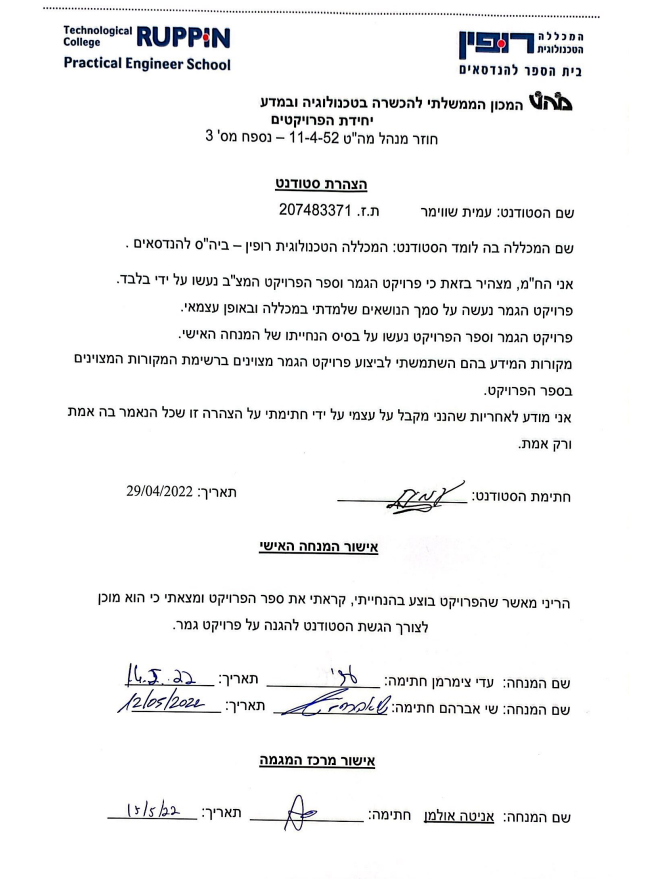 Technological College RUPPIN
Practical Engineer School
המכללה הטכנולוגית רופין
בית הספר להנדסאים
מהט המכון הממשלתי להכשרה בטכנולוגיה ובמדע
יחידת הפרויקטים
חוזר מנהל מה"ט 11-4-52 – נספח מס' 3
הצהרת סטודנט
שם הסטודנט: עמית שווימר ת.ז. 207483371
שם המכללה בה לומד הסטודנט: המכללה הטכנולוגית רופין – ביה"ס להנדסאים .
אני הח"מ, מצהיר בזאת כי פרויקט הגמר וספר הפרויקט המצ"ב נעשו על ידי בלבד.
פרויקט הגמר נעשה על סמך הנושאים שלמדתי במכללה ובאופן עצמאי.
פרויקט הגמר וספר הפרויקט נעשו על בסיס הנחייתו של המנחה האישי.
מקורות המידע בהם השתמשתי לביצוע פרויקט הגמר מצוינים ברשימת המקורות המצוינים
בספר הפרויקט.
אני מודע לאחריות שהנני מקבל על עצמי על ידי חתימתי על הצהרה זו שכל הנאמר בה אמת
ורק אמת.
חתימת הסטודנט: עמית תאריך: 29/04/2022
אישור המנחה האישי
הריני מאשר שהפרויקט בוצע בהנחייתי, קראתי את ספר הפרויקט ומצאתי כי הוא מוכן
לצורך הגשת הסטודנט להגנה על פרויקט גמר.
שם המנחה: עדי צימרמן חתימה: עדי תאריך: 16.5.22
שם המנחה: שי אברהם חתימה: תאריך: 12/05/2022
אישור מרכז המגמה
שם המנחה: אניטה אולמן חתימה: תאריך: 15/5/22